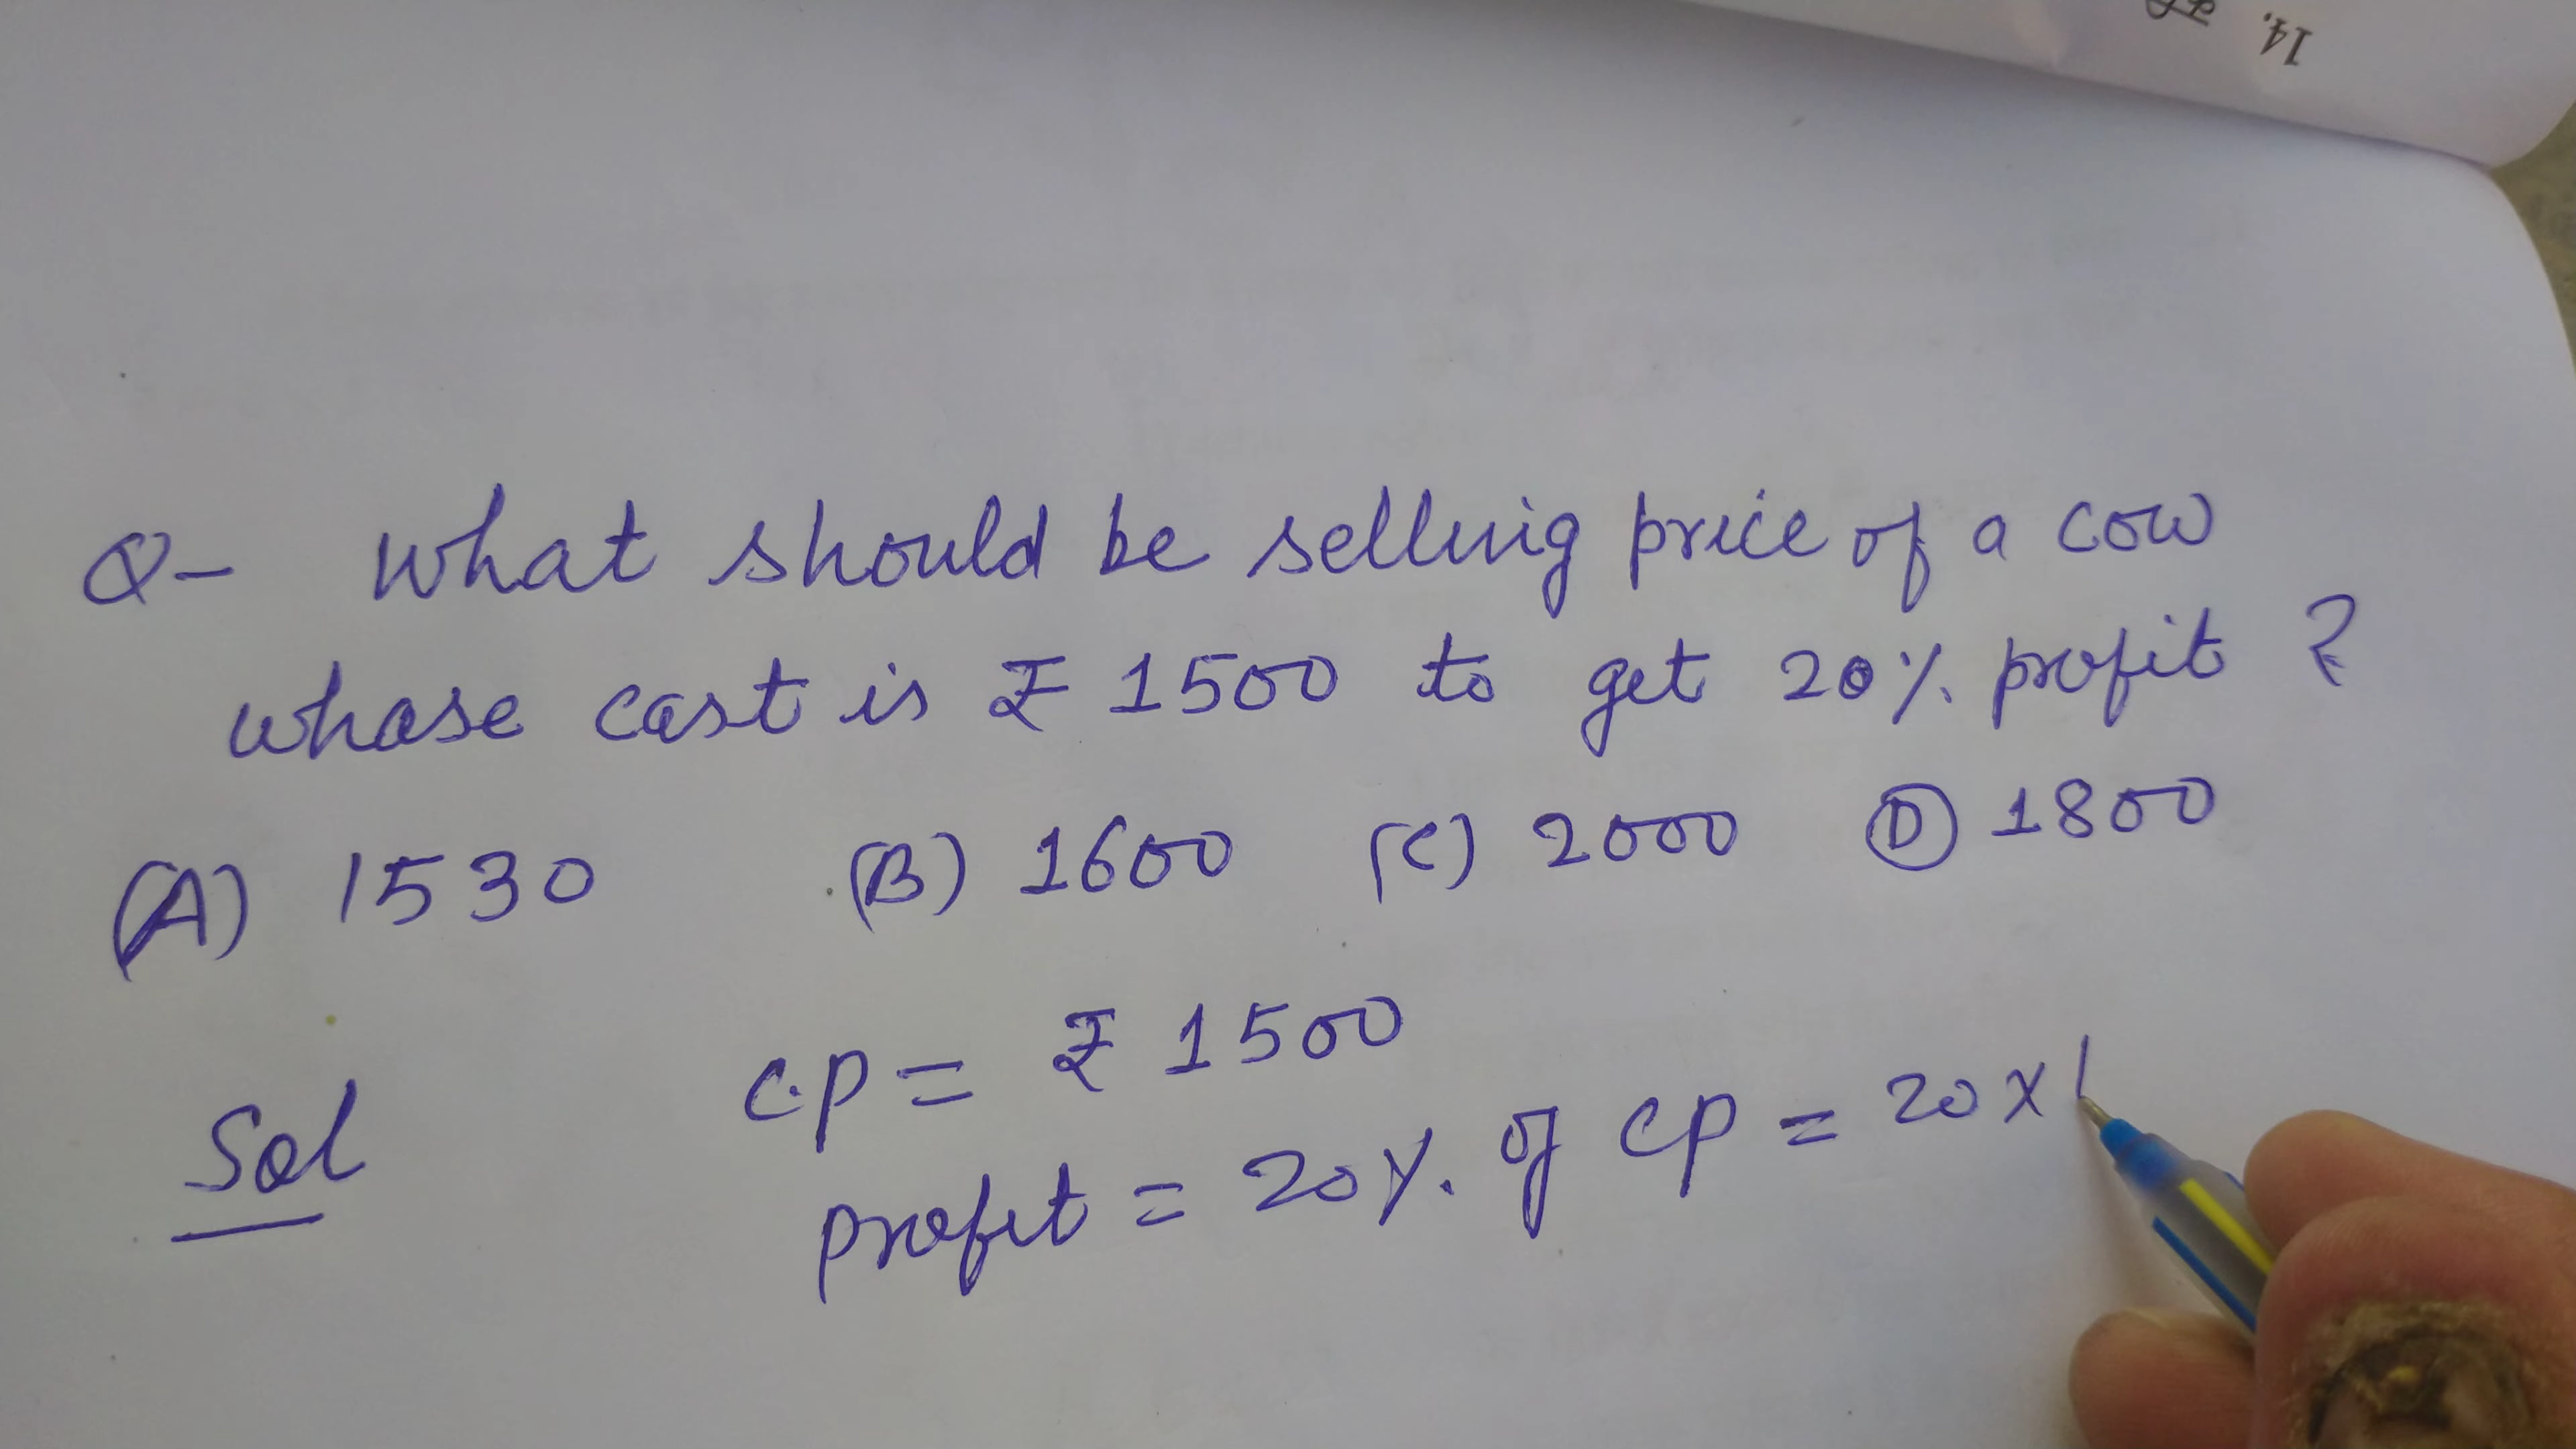 14.
Q- What should be selling price of a cow
whose cost is ₹ 1500 to get 20% profit ?
(A) 1530 (B) 1600 (C) 2000 (D) 1800
Sol
C.P = ₹ 1500
profit = 20%. of CP = 20 x 1